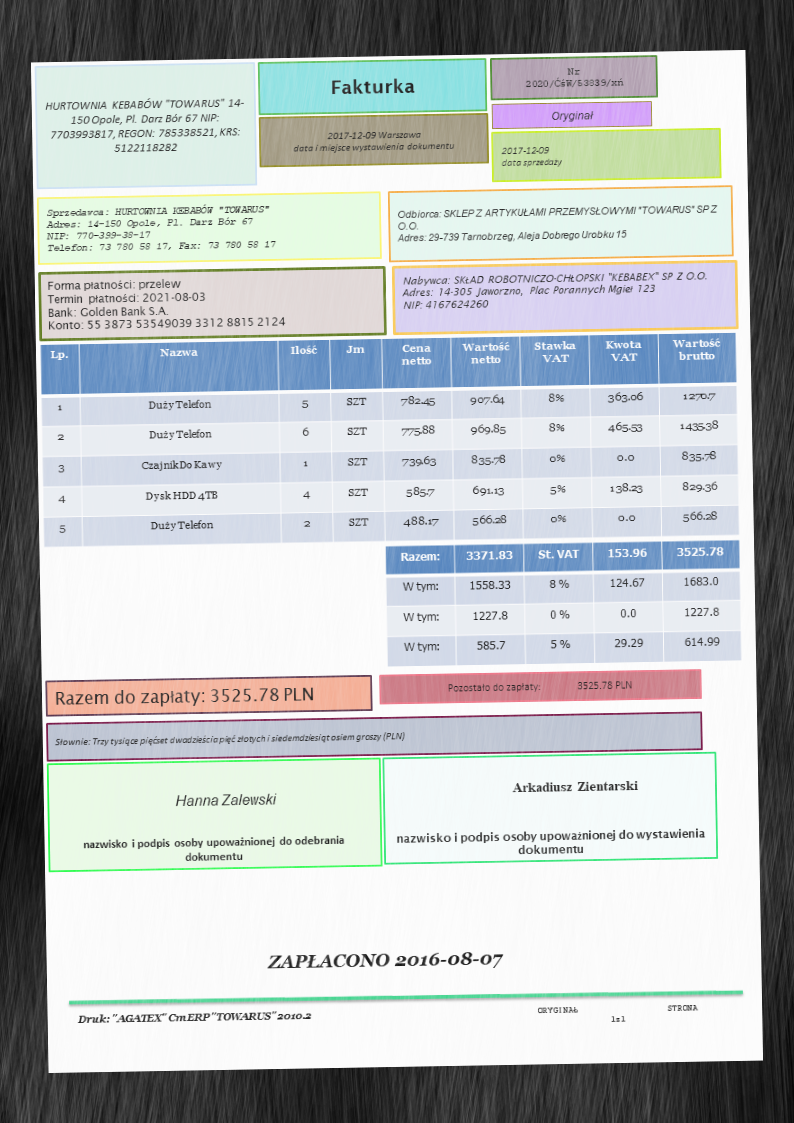 HURTOWNIA KEBABÓW "TOWARUS" 14-
150 Opole, Pl. Darz Bór 67 NIP:
7703993817, REGON: 785338521, KRS:
5122118282
Fakturka
2017-12-09 Warszawa
data i miejsce wystawienia dokumentu
Nr
2020/ĆśW/53839/xń
Oryginał
2017-12-09
data sprzedaży
Sprzedawca: HURTOWNIA KEBABÓW "TOWARUS"
Adres: 14-150 Opole, Pl. Darz Bór 67
NIP: 770-399-38-17
Telefon: 73 780 58 17, Fax: 73 780 58 17
Odbiorca: SKLEP Z ARTYKUŁAMI PRZEMYSŁOWYMI "TOWARUS" SP Z
O.O.
Adres: 29-739 Tarnobrzeg, Aleja Dobrego Urobku 15
Forma płatności: przelew
Termin płatności: 2021-08-03
Bank: Golden Bank S.A.
Konto: 55 3873 53549039 3312 8815 2124
Nabywca: SKŁAD ROBOTNICZO-CHŁOPSKI "KEBABEX" SP Z O.O.
Adres: 14-305 Jaworzno, Plac Porannych Mgieł 123
NIP: 4167624260
Lp. Nazwa Ilość Jm Cena netto Wartość netto Stawka VAT Kwota VAT Wartość brutto
1 Duży Telefon 5 SZT 782.45 907.64 8% 363.06 1270.7
2 Duży Telefon 6 SZT 775.88 969.85 8% 465.53 1435.38
3 Czajnik Do Kawy 1 SZT 739.63 835.78 0% 0.0 835.78
4 Dysk HDD 4TB 4 SZT 585.7 691.13 5% 138.23 829.36
5 Duży Telefon 2 SZT 488.17 566.28 0% 0.0 566.28
Razem: 3371.83 St. VAT 153.96 3525.78
W tym: 1558.33 8 % 124.67 1683.0
W tym: 1227.8 0 % 0.0 1227.8
W tym: 585.7 5 % 29.29 614.99
Razem do zapłaty: 3525.78 PLN
Pozostało do zapłaty: 3525.78 PLN
Słownie: Trzy tysiące pięćset dwadzieścia pięć złotych i siedemdziesiąt osiem groszy (PLN)
Hanna Zalewski
nazwisko i podpis osoby upoważnionej do odebrania
dokumentu
Arkadiusz Zientarski
nazwisko i podpis osoby upoważnionej do wystawienia
dokumentu
ZAPŁACONO 2016-08-07
Druk: "AGATEX" CmERP "TOWARUS" 2010.2
ORYGINAŁ
1z1
STRONA